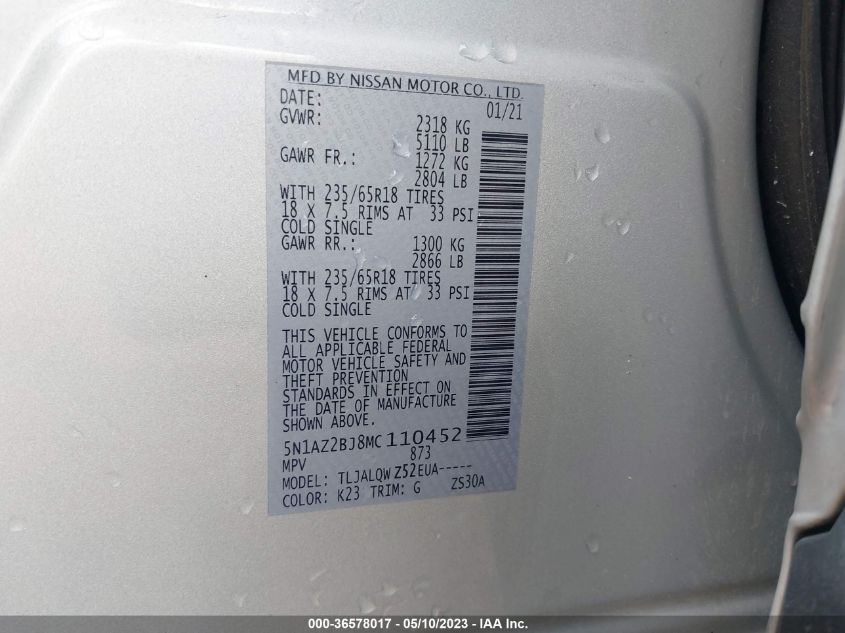 MFD BY NISSAN MOTOR CO., LTD.
DATE: 01/21
GVWR: 2318 KG
5110 LB
GAWR FR.: 1272 KG
2804 LB
WITH 235/65R18 TIRES
18 X 7.5 RIMS AT 33 PSI
COLD SINGLE
GAWR RR.: 1300 KG
2866 LB
WITH 235/65R18 TIRES
18 X 7.5 RIMS AT 33 PSI
COLD SINGLE
THIS VEHICLE CONFORMS TO
ALL APPLICABLE FEDERAL
MOTOR VEHICLE SAFETY AND
THEFT PREVENTION
STANDARDS IN EFFECT ON
THE DATE OF MANUFACTURE
SHOWN ABOVE.
5N1AZ2BJ8MC110452
MPV 873
MODEL: TLJALQWZ52EUA-----
COLOR: K23 TRIM: G ZS30A
000-36578017 - 05/10/2023 - IAA Inc.